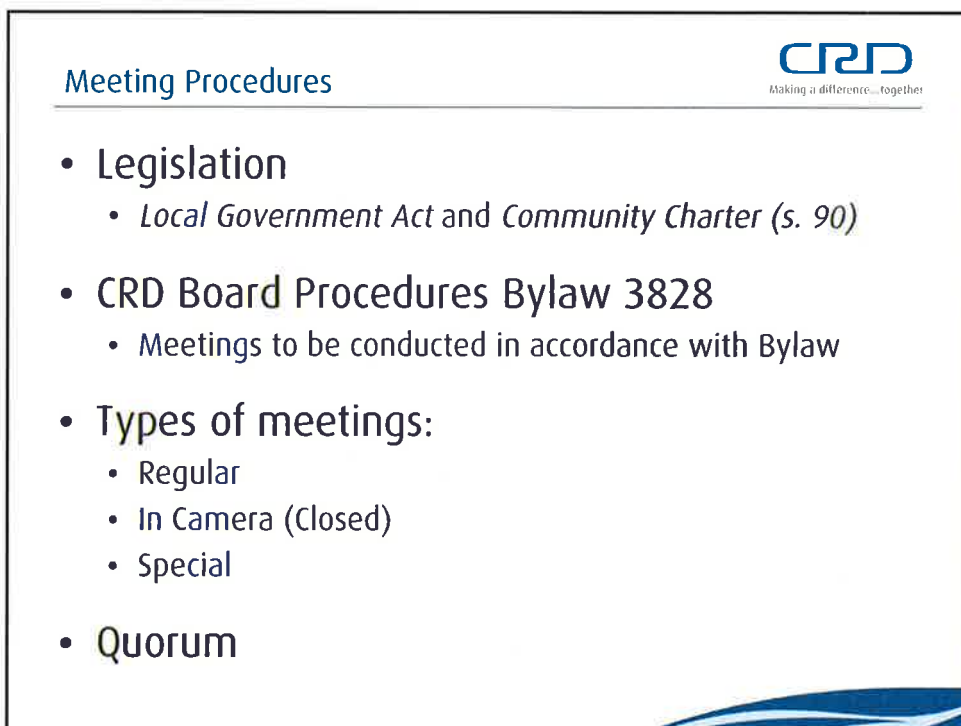 CRD
Making a difference...together
Meeting Procedures
• Legislation
• Local Government Act and Community Charter (s. 90)
• CRD Board Procedures Bylaw 3828
• Meetings to be conducted in accordance with Bylaw
• Types of meetings:
• Regular
• In Camera (Closed)
• Special
• Quorum